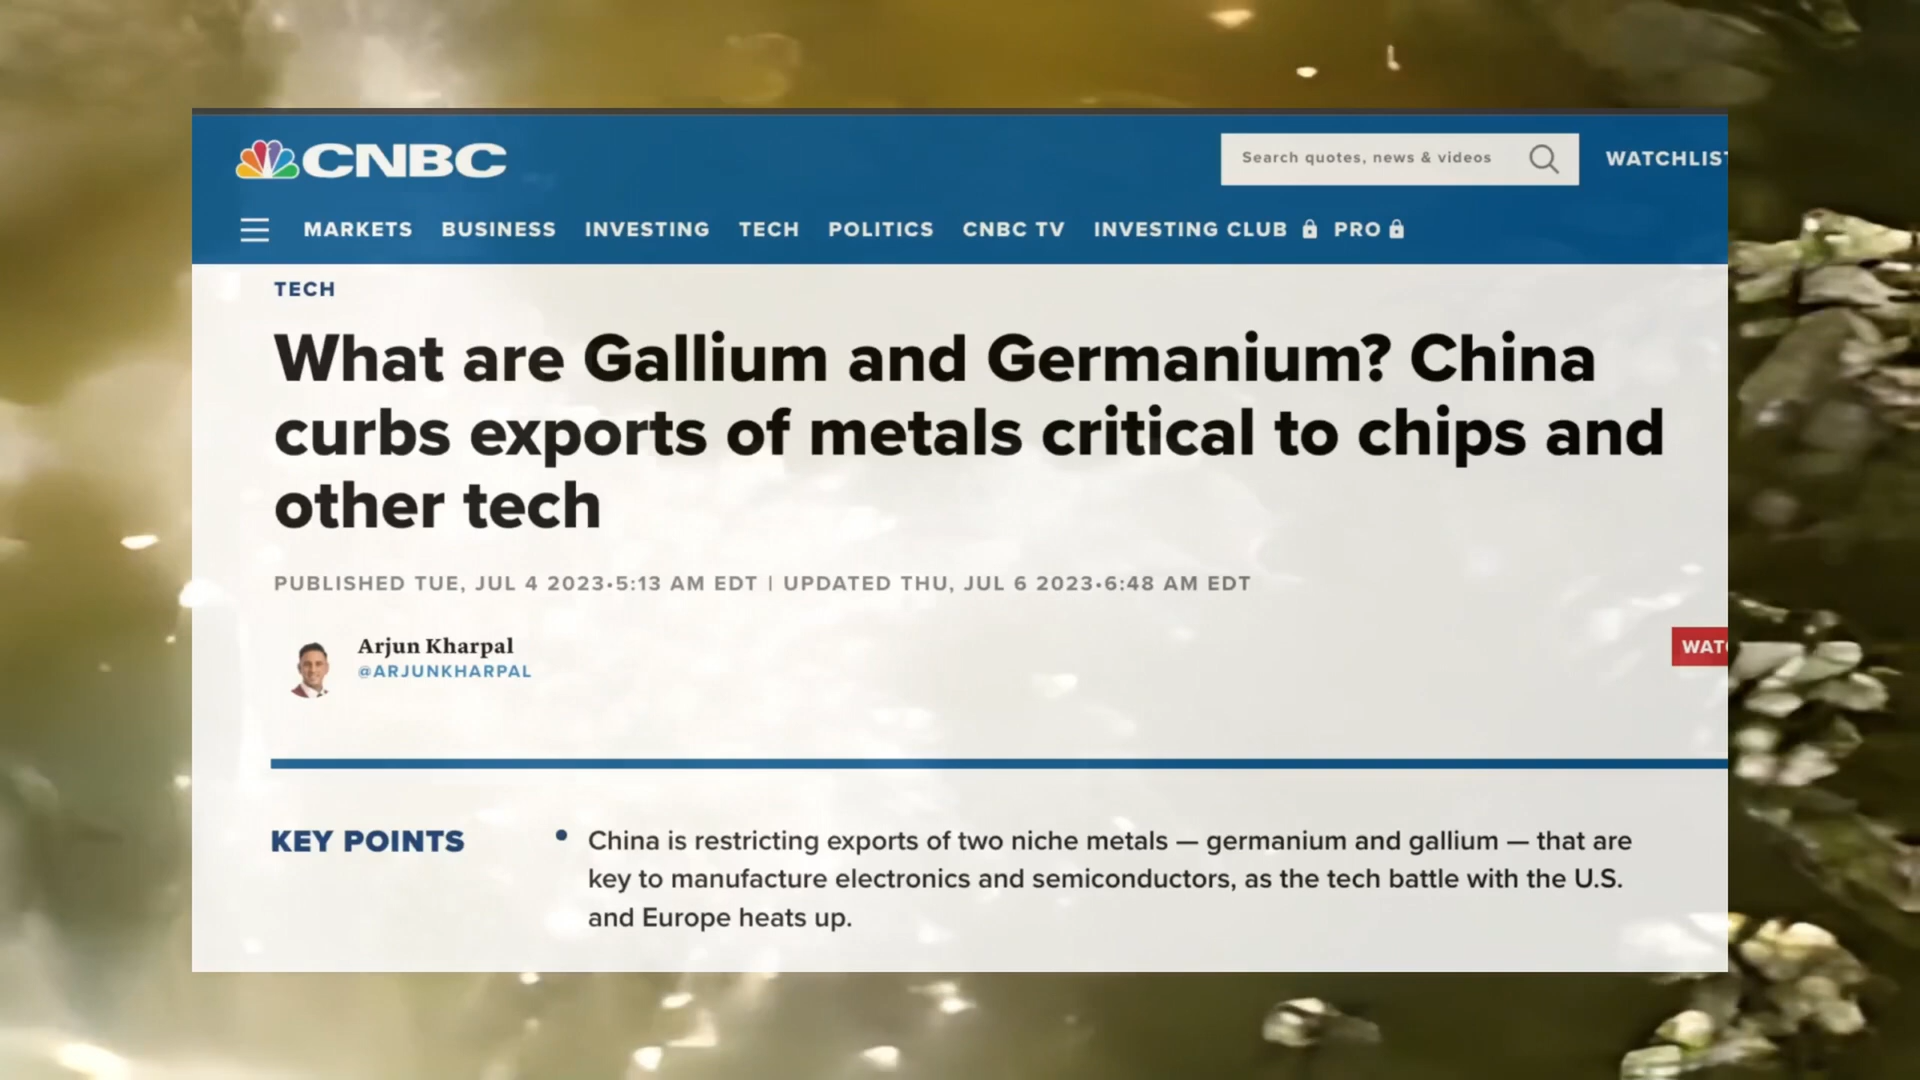 CNBC
Search quotes, news & videos
WATCHLIST
MARKETS BUSINESS INVESTING TECH POLITICS CNBC TV INVESTING CLUB PRO
TECH
What are Gallium and Germanium? China
curbs exports of metals critical to chips and
other tech
PUBLISHED TUE, JUL 4 2023•5:13 AM EDT | UPDATED THU, JUL 6 2023•6:48 AM EDT
Arjun Kharpal
@ARJUNKHARPAL
WAT
KEY POINTS
• China is restricting exports of two niche metals — germanium and gallium — that are
key to manufacture electronics and semiconductors, as the tech battle with the U.S.
and Europe heats up.